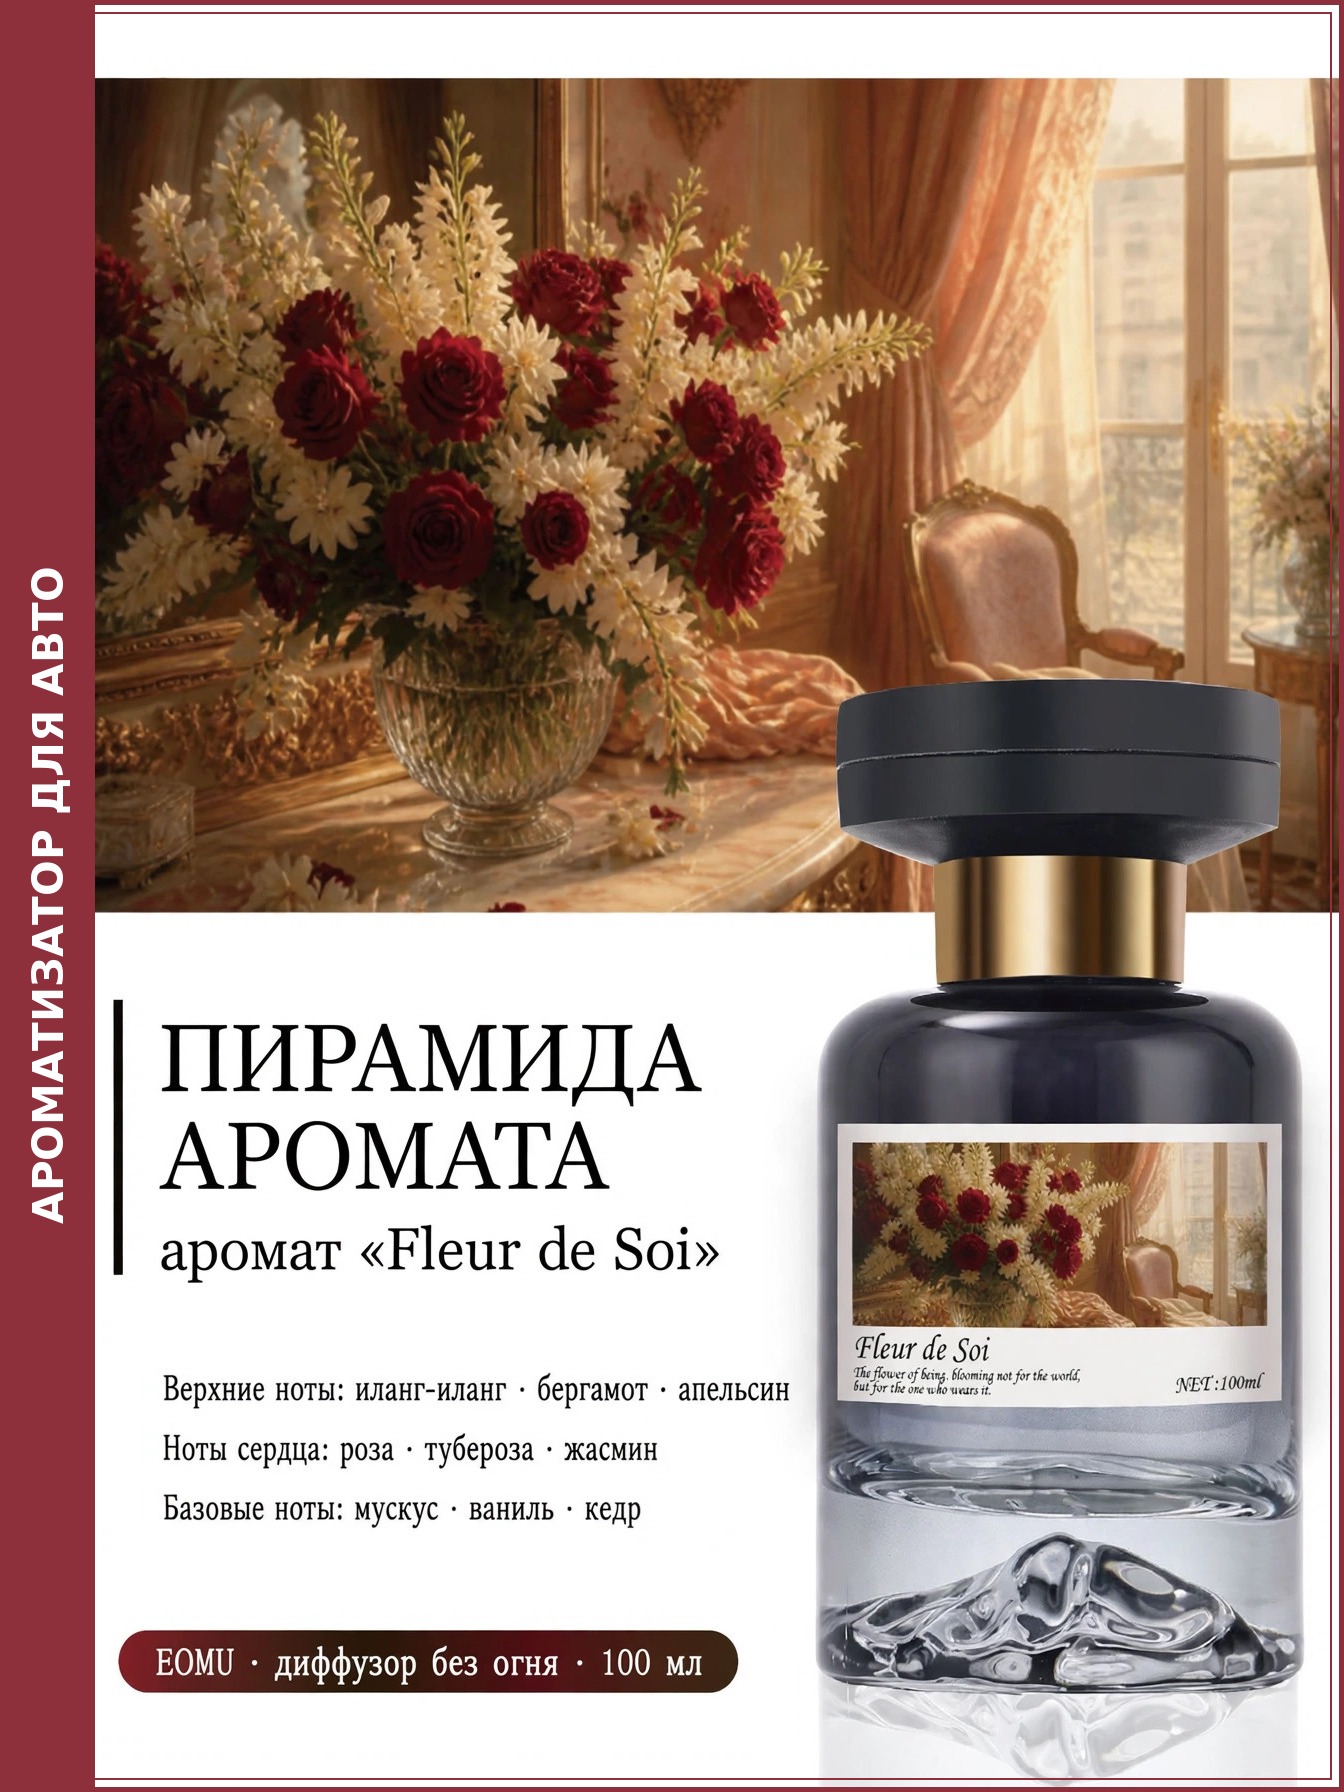 АРОМАТИЗАТОР ДЛЯ АВТО
ПИРАМИДА
АРОМАТА
аромат «Fleur de Soi»
Верхние ноты: иланг-иланг · бергамот · апельсин
Ноты сердца: роза · тубероза · жасмин
Базовые ноты: мускус · ваниль · кедр
EOMU · диффузор без огня · 100 мл
Fleur de Soi
The flower of being, blooming not for the world,
but for the one who wears it.
NET:100ml